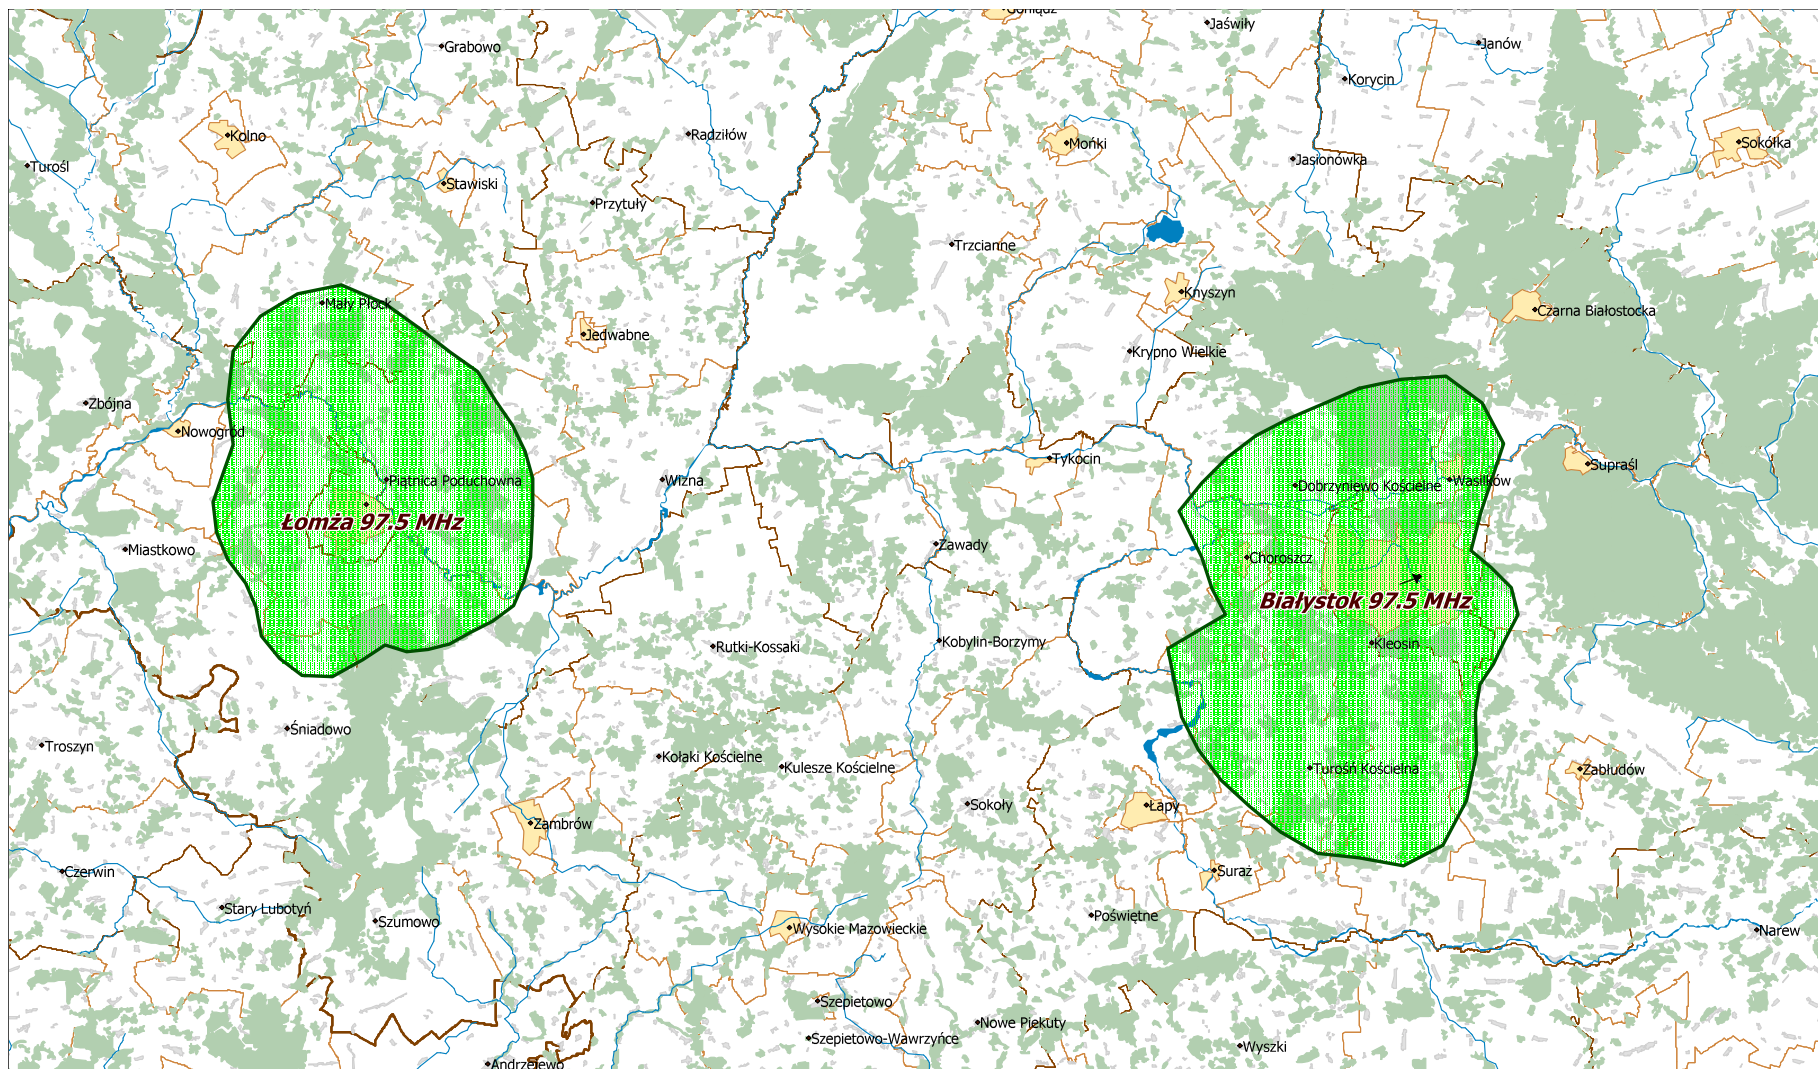 Goniądz
Jaświły
Grabowo
Janów
Korycin
Kolno
Radziłów
Mońki
Sokółka
Jasionówka
Turośl
Stawiski
Przytuły
Trzcianne
Knyszyn
Mały Płock
Czarna Białostocka
Jedwabne
Krypno Wielkie
Zbójna
Nowogród
Tykocin
Supraśl
Piątnica Poduchowna
Wizna
Dobrzyniewo Kościelne
Wasilków
Łomża 97.5 MHz
Miastkowo
Zawady
Choroszcz
Białystok 97.5 MHz
Rutki-Kossaki
Kobylin-Borzymy
Kleosin
Śniadowo
Troszyn
Kołaki Kościelne
Kulesze Kościelne
Turośń Kościelna
Zabłudów
Sokoły
Łapy
Zambrów
Czerwin
Suraż
Stary Lubotyń
Szumowo
Poświętne
Wysokie Mazowieckie
Narew
Szepietowo
Nowe Piekuty
Szepietowo-Wawrzyńce
Wyszki
Andrzejewo